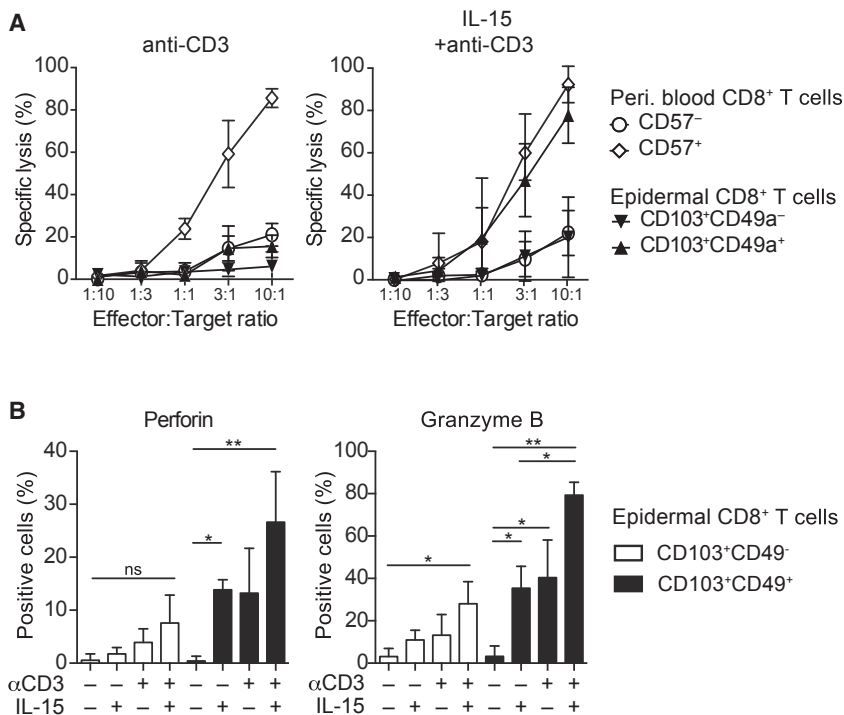 A
anti-CD3
IL-15
+anti-CD3
Specific lysis (%)
100
80
60
40
20
0
1:10 1:3 1:1 3:1 10:1
Effector:Target ratio
Specific lysis (%)
100
80
60
40
20
0
1:10 1:3 1:1 3:1 10:1
Effector:Target ratio
Peri. blood CD8⁺ T cells
CD57⁻
CD57⁺
Epidermal CD8⁺ T cells
CD103⁺CD49a⁻
CD103⁺CD49a⁺
B
Perforin
Positive cells (%)
40
30
20
10
0
ns
*
**
αCD3 – – + + – – + +
IL-15 – + – + – + – +
Granzyme B
Positive cells (%)
100
80
60
40
20
0
*
*
*
**
*
αCD3 – – + + – – + +
IL-15 – + – + – + – +
Epidermal CD8⁺ T cells
CD103⁺CD49⁻
CD103⁺CD49⁺